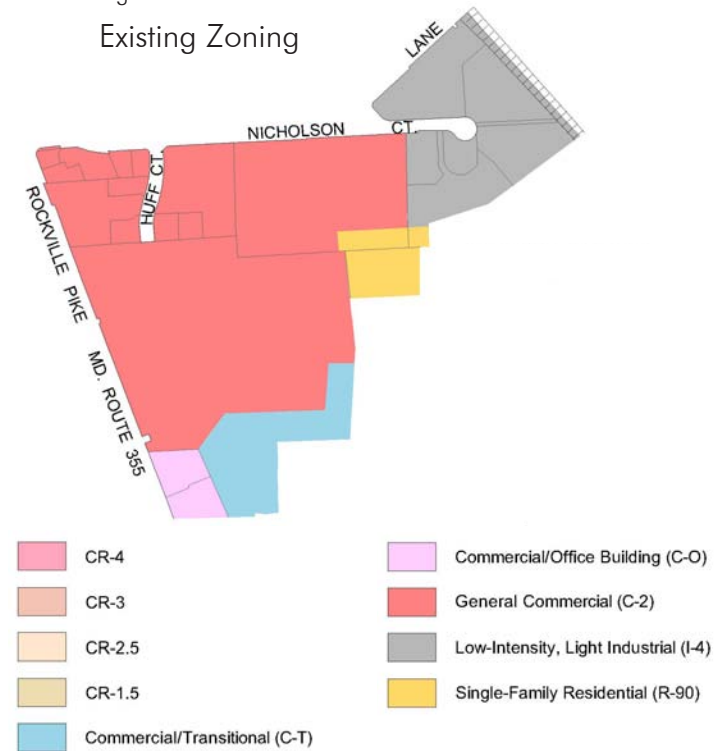 Existing Zoning
LANE
NICHOLSON CT.
HUFF CT.
ROCKVILLE PIKE MD. ROUTE 355
CR-4
CR-3
CR-2.5
CR-1.5
Commercial/Transitional (C-T)
Commercial/Office Building (C-O)
General Commercial (C-2)
Low-Intensity, Light Industrial (I-4)
Single-Family Residential (R-90)